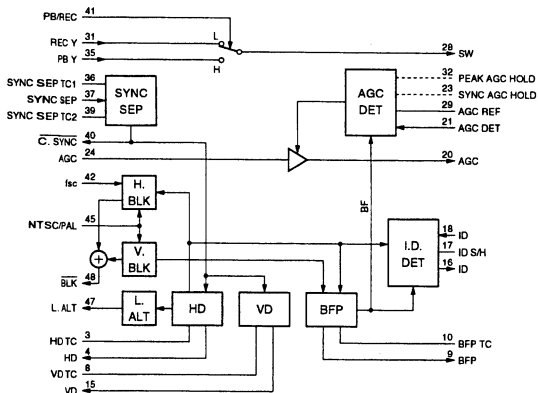 PB/REC 41
REC Y 31
L
28 SW
PB Y 35
H
SYNC SEP TC1 36
SYNC SEP 37
SYNC SEP TC2 39
SYNC SEP
AGC DET
32 PEAK AGC HOLD
23 SYNC AGC HOLD
29 AGC REF
21 AGC DET
C. SYNC 40
AGC 24
20 AGC
fsc 42
H. BLK
BF
NTSC/PAL 45
V. BLK
+
BLK 48
I.D. DET
18 ID
17 ID S/H
16 ID
L. ALT 47
L. ALT
HD
VD
BFP
HD TC 3
10 BFP TC
HD 4
9 BFP
VD TC 8
VD 15